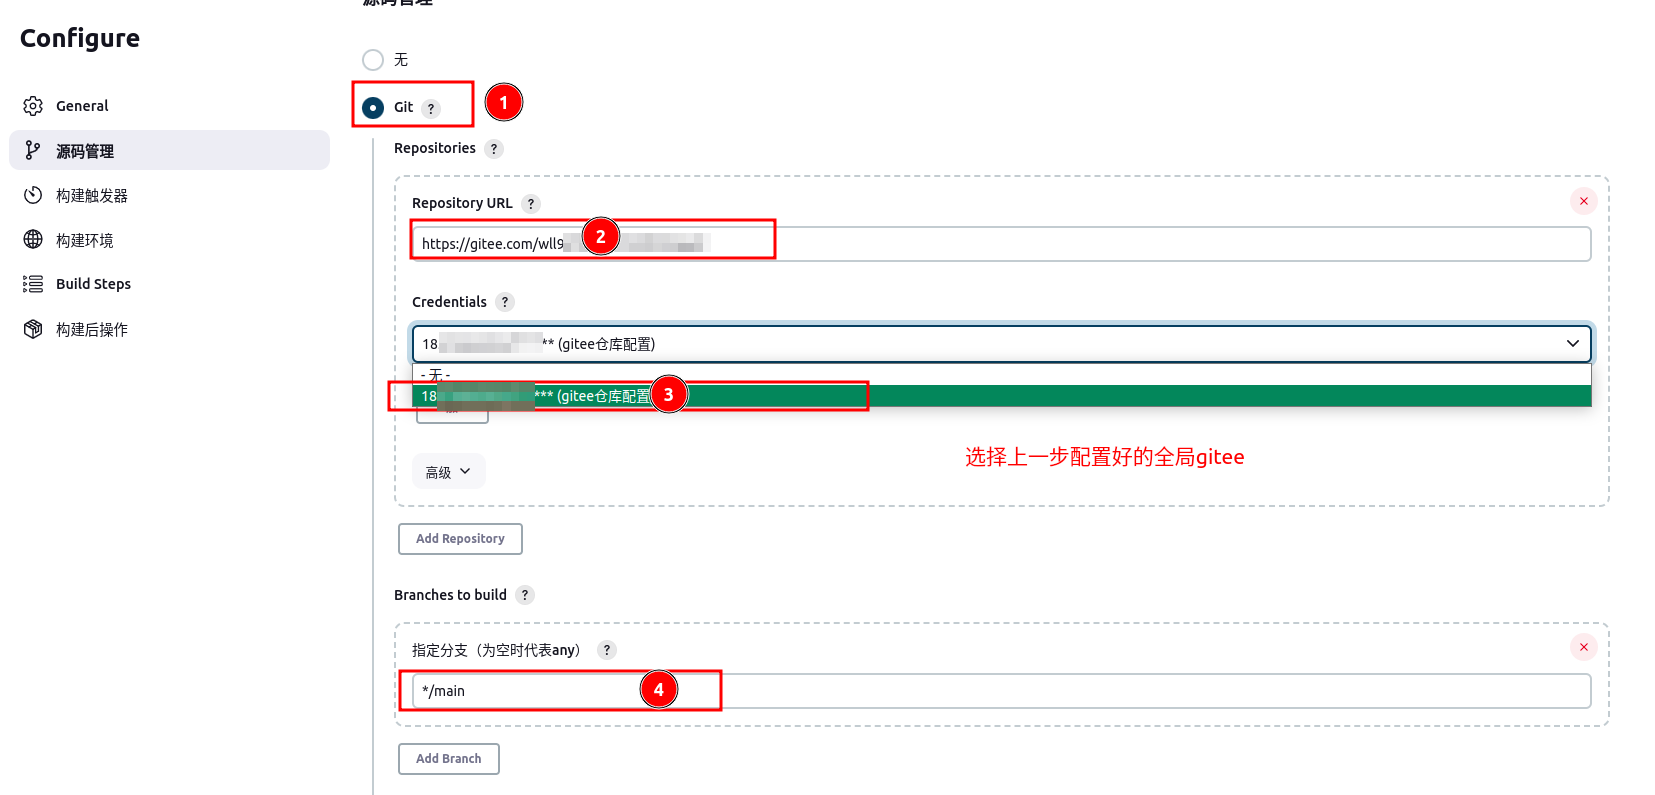 源码管理
Configure
无
General
Git ?
1
源码管理
Repositories ?
构建触发器
Repository URL ?
构建环境
https://gitee.com/wll9
2
Build Steps
Credentials ?
构建后操作
18 ** (gitee仓库配置)
- 无 -
18 *** (gitee仓库配置
3
选择上一步配置好的全局gitee
高级
Add Repository
Branches to build ?
指定分支（为空时代表any） ?
*/main
4
Add Branch